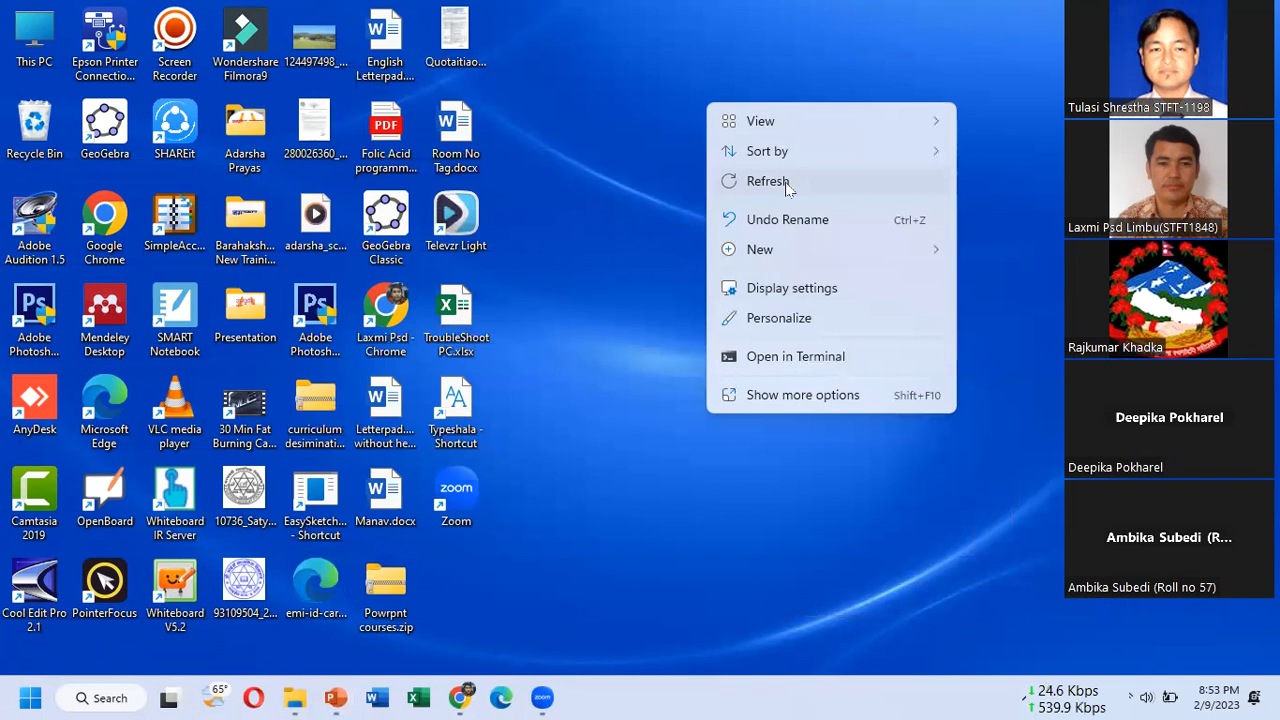 This PC
Epson Printer
Connectio...
Screen
Recorder
Wondershare
Filmora9
124497498_...
English
Letterpad....
Quotaitiao...
Recycle Bin
GeoGebra
SHAREit
Adarsha
Prayas
280026360_...
PDF
Folic Acid
programm...
Room No
Tag.docx
Adobe
Audition 1.5
Google
Chrome
SimpleAcc...
Barahaksh...
New Traini...
adarsha_sc...
GeoGebra
Classic
Televzr Light
Ps
Adobe
Photosh...
Mendeley
Desktop
SMART
Notebook
Presentation
Ps
Adobe
Photosh...
Laxmi Psd -
Chrome
TroubleShoot
PC.xlsx
AnyDesk
Microsoft
Edge
VLC media
player
30 Min Fat
Burning Ca...
curriculum
desiminati...
Letterpad....
without he...
Typeshala -
Shortcut
Camtasia
2019
OpenBoard
Whiteboard
IR Server
10736_Saty...
EasySketch...
- Shortcut
Manav.docx
zoom
Zoom
Cool Edit Pro
2.1
PointerFocus
Whiteboard
V5.2
93109504_2...
emi-id-car...
Powrpnt
courses.zip
View
Sort by
Refresh
Undo Rename Ctrl+Z
New
Display settings
Personalize
Open in Terminal
Show more options Shift+F10
Tulasi Shrestha STFT-1198
Laxmi Psd Limbu(STFT1848)
Rajkumar Khadka
Deepika Pokharel
Deepika Pokharel
Ambika Subedi (R...
Ambika Subedi (Roll no 57)
Search
65°
zoom
24.6 Kbps
539.9 Kbps
8:53 PM
2/9/2023